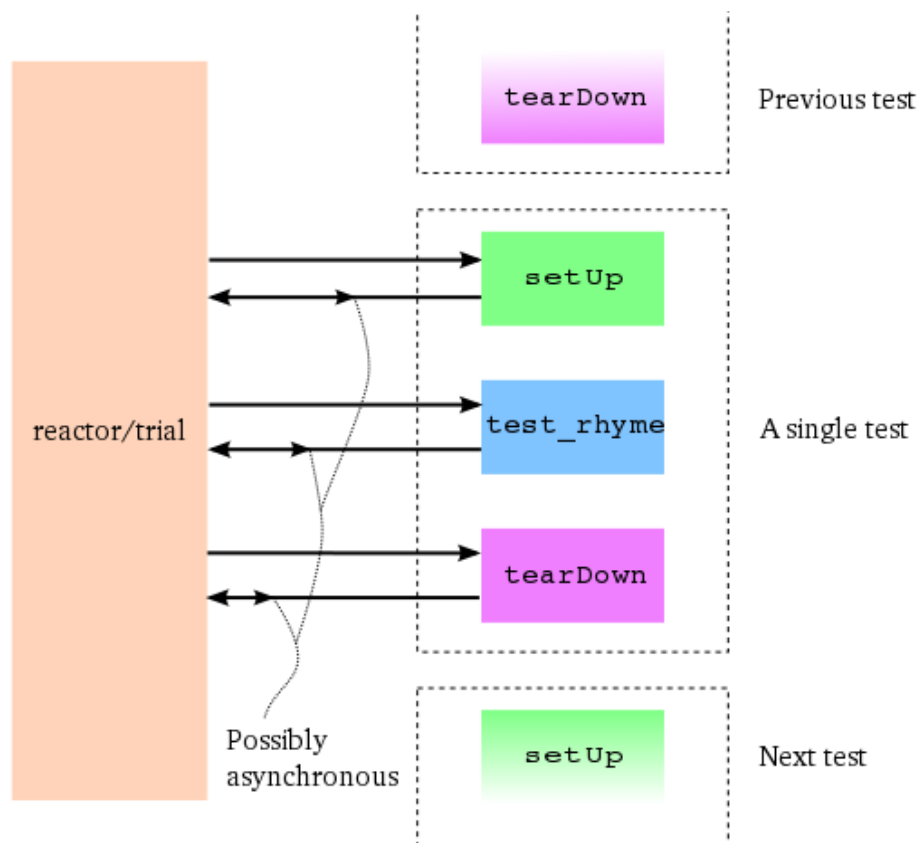 tearDown
Previous test
setUp
reactor/trial
test_rhyme
A single test
tearDown
Possibly
asynchronous
setUp
Next test